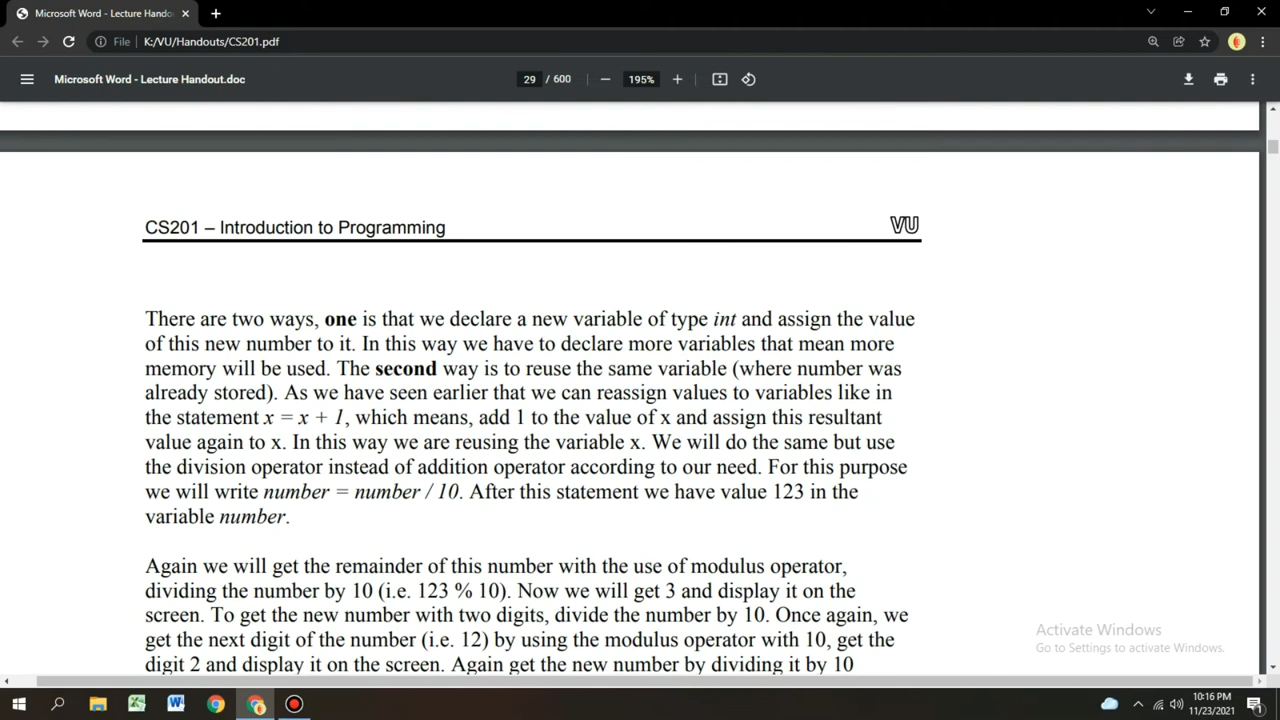 Microsoft Word - Lecture Hando
File K:/VU/Handouts/CS201.pdf
Microsoft Word - Lecture Handout.doc
29 / 600
195%
CS201 – Introduction to Programming
VU
There are two ways, one is that we declare a new variable of type int and assign the value
of this new number to it. In this way we have to declare more variables that mean more
memory will be used. The second way is to reuse the same variable (where number was
already stored). As we have seen earlier that we can reassign values to variables like in
the statement x = x + 1, which means, add 1 to the value of x and assign this resultant
value again to x. In this way we are reusing the variable x. We will do the same but use
the division operator instead of addition operator according to our need. For this purpose
we will write number = number / 10. After this statement we have value 123 in the
variable number.
Again we will get the remainder of this number with the use of modulus operator,
dividing the number by 10 (i.e. 123 % 10). Now we will get 3 and display it on the
screen. To get the new number with two digits, divide the number by 10. Once again, we
get the next digit of the number (i.e. 12) by using the modulus operator with 10, get the
digit 2 and display it on the screen. Again get the new number by dividing it by 10
Activate Windows
Go to Settings to activate Windows.
10:16 PM
11/23/2021
1